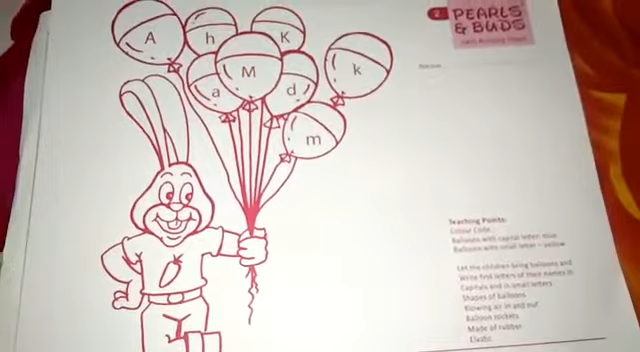 A
h
K
k
a
M
d
m
2
PEARLS
& BUDS
Name
Teaching Points:
Colour Code
Balloons with capital letter- blue
Balloons with small letter - yellow
Let the children bring balloons and
Write first letters of their names in
Capitals and in small letters
Shapes of balloons
Blowing air in and out
Balloon rockets
Made of rubber
Elastic